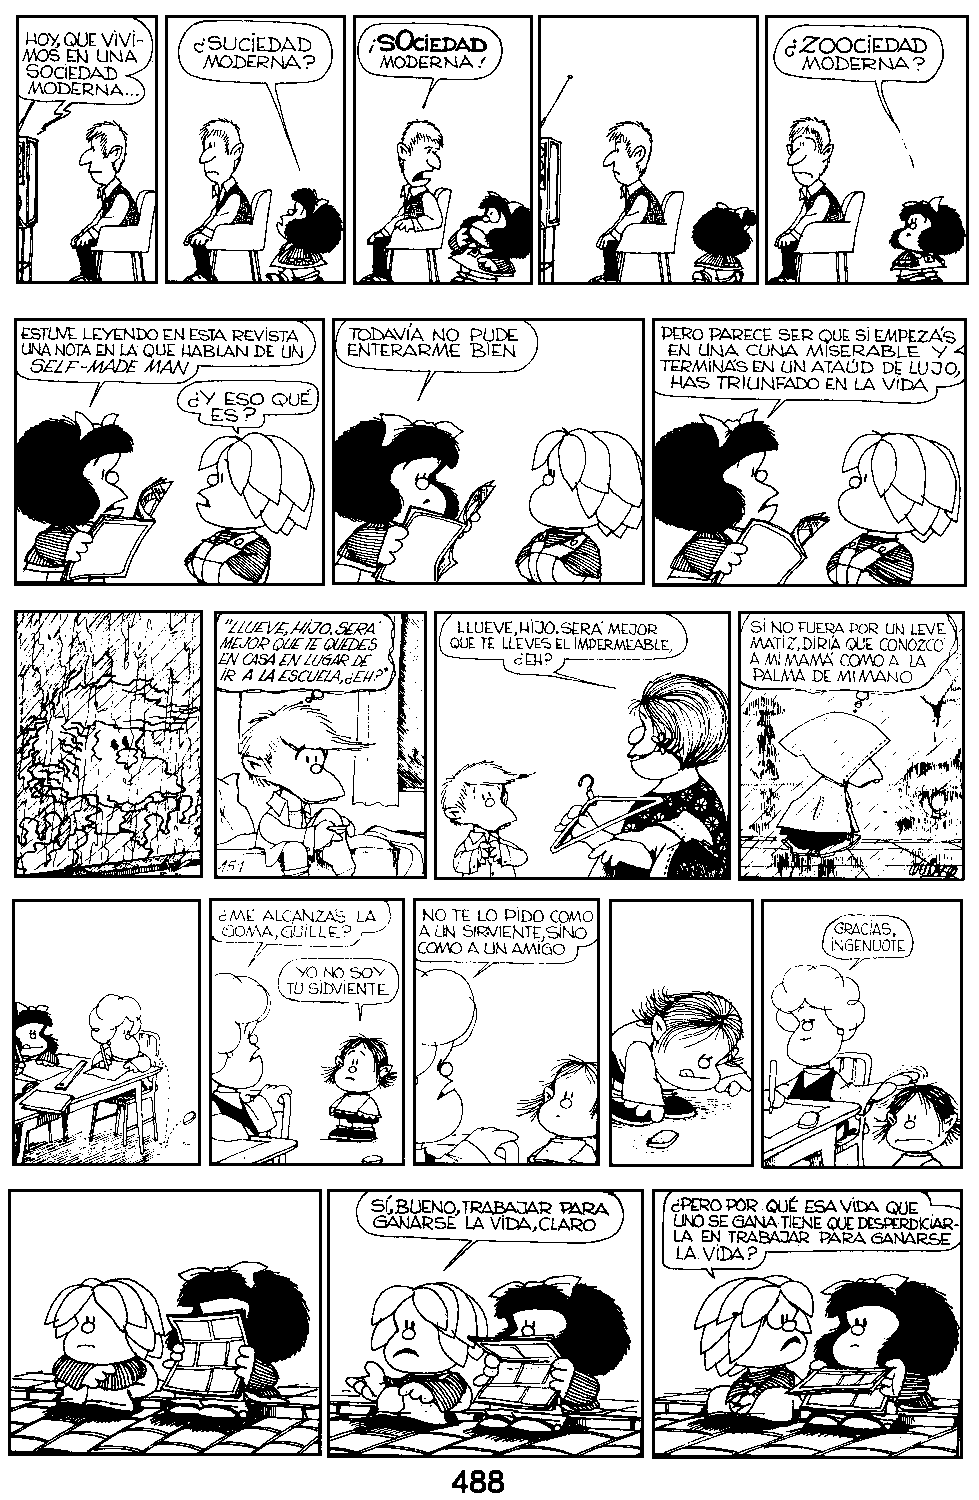 HOY, QUE VIVI-
MOS EN UNA
SOCIEDAD
MODERNA...
¿SUCIEDAD
MODERNA?
¡SOCIEDAD
MODERNA!
¿ZOOCIEDAD
MODERNA?
ESTUVE LEYENDO EN ESTA REVISTA
UNA NOTA EN LA QUE HABLAN DE UN
SELF-MADE MAN
¿Y ESO QUÉ
ES?
TODAVÍA NO PUDE
ENTERARME BIEN
PERO PARECE SER QUE SI EMPEZÁS
EN UNA CUNA MISERABLE Y
TERMINÁS EN UN ATAÚD DE LUJO,
HAS TRIUNFADO EN LA VIDA
"LLUEVE, HIJO. SERÁ
MEJOR QUE TE QUEDES
EN CASA EN LUGAR DE
IR A LA ESCUELA, ¿EH?"
151
LLUEVE, HIJO. SERÁ MEJOR
QUE TE LLEVES EL IMPERMEABLE,
¿EH?
SI NO FUERA POR UN LEVE
MATIZ, DIRÍA QUE CONOZCO
A MI MAMÁ COMO A LA
PALMA DE MI MANO
QUINO
¿ME ALCANZÁS LA
GOMA, GUILLE?
YO NO SOY
TU SIDVIENTE
NO TE LO PIDO COMO
A UN SIRVIENTE, SINO
COMO A UN AMIGO
GRACIAS,
INGENUOTE
SÍ, BUENO, TRABAJAR PARA
GANARSE LA VIDA, CLARO
¿PERO POR QUÉ ESA VIDA QUE
UNO SE GANA TIENE QUE DESPERDICIAR-
LA EN TRABAJAR PARA GANARSE
LA VIDA?
488